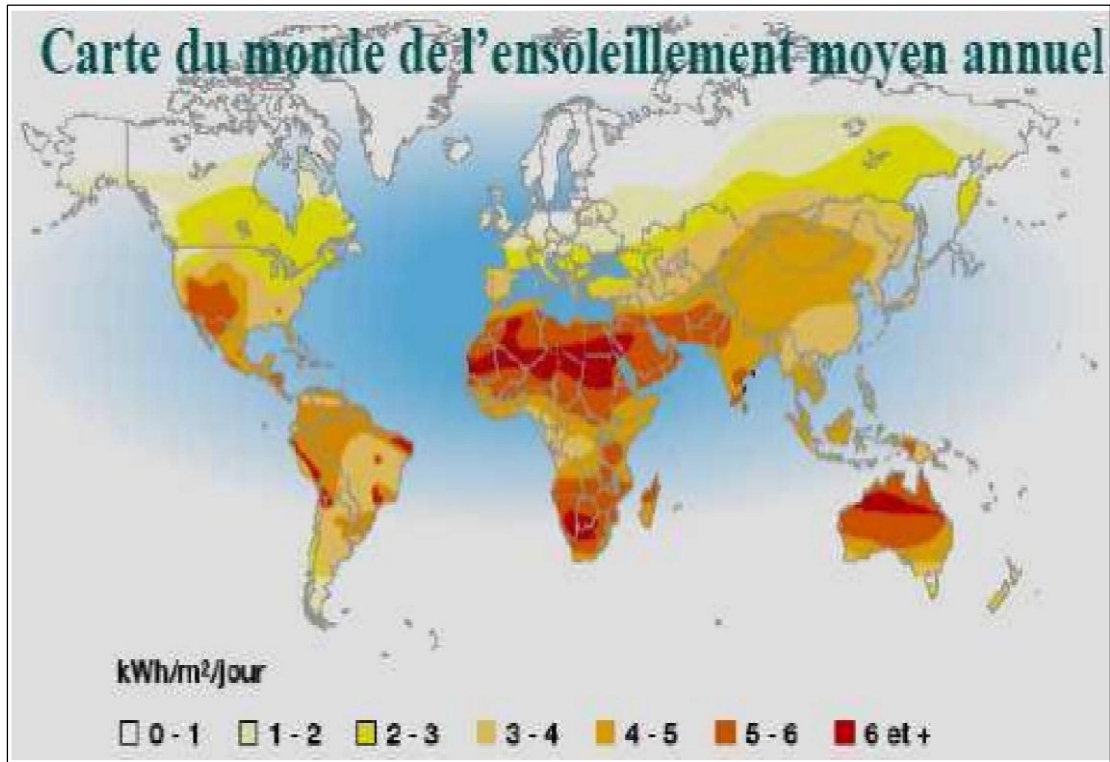 Carte du monde de l'ensoleillement moyen annuel
kWh/m²/jour
0 - 1 1 - 2 2 - 3 3 - 4 4 - 5 5 - 6 6 et +